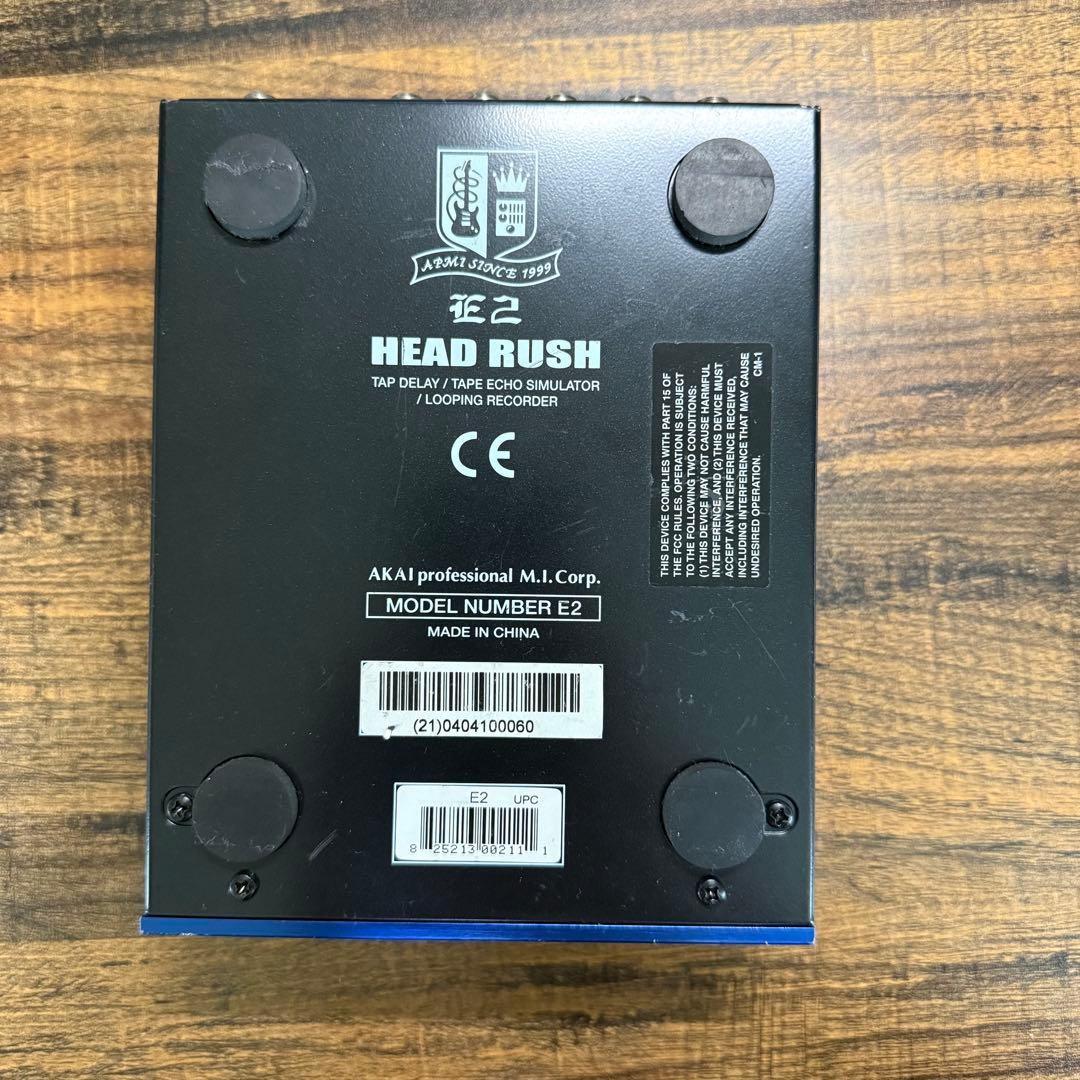 APMI SINCE 1999
E2
HEAD RUSH
TAP DELAY / TAPE ECHO SIMULATOR
/ LOOPING RECORDER
CE
THIS DEVICE COMPLIES WITH PART 15 OF
THE FCC RULES. OPERATION IS SUBJECT
TO THE FOLLOWING TWO CONDITIONS:
(1) THIS DEVICE MAY NOT CAUSE HARMFUL
INTERFERENCE, AND (2) THIS DEVICE MUST
ACCEPT ANY INTERFERENCE RECEIVED,
INCLUDING INTERFERENCE THAT MAY CAUSE
UNDESIRED OPERATION. CM-1
AKAI professional M.I.Corp.
MODEL NUMBER E2
MADE IN CHINA
(21)0404100060
E2 UPC
8 25213 00211 1